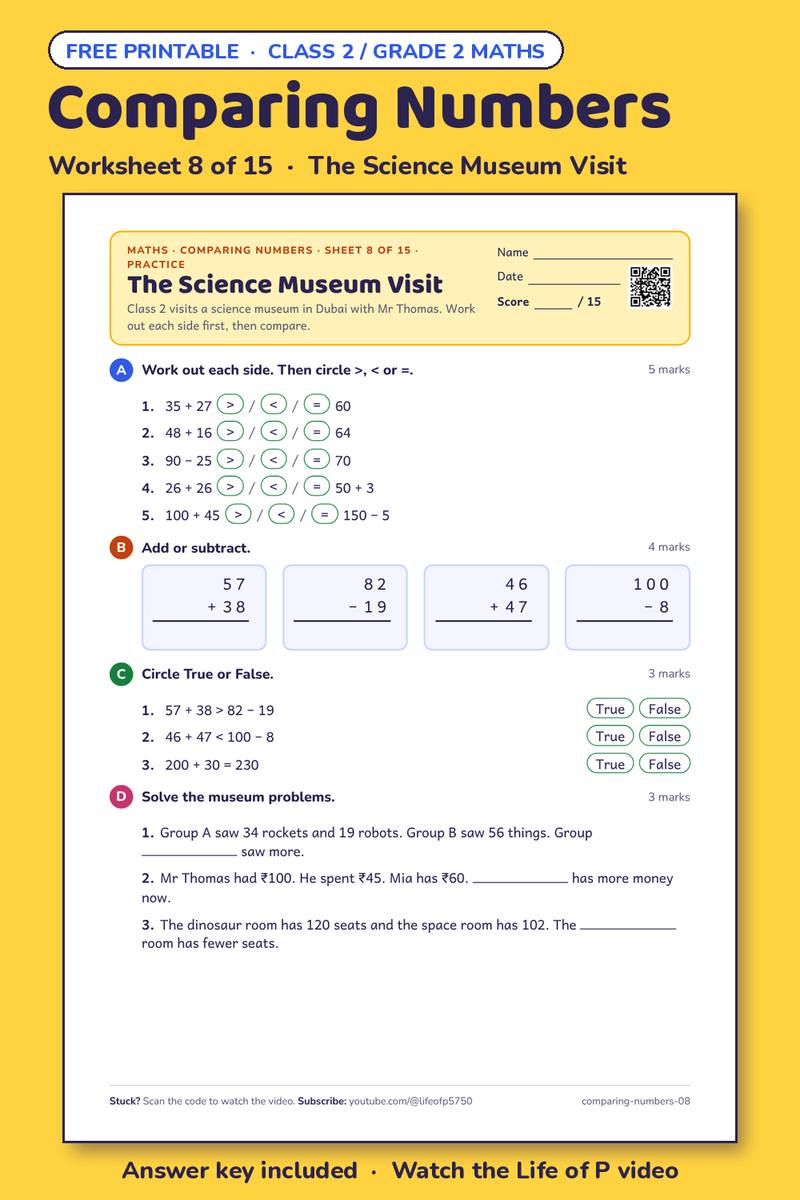 FREE PRINTABLE · CLASS 2 / GRADE 2 MATHS
Comparing Numbers
Worksheet 8 of 15 · The Science Museum Visit
MATHS · COMPARING NUMBERS · SHEET 8 OF 15 ·
PRACTICE
The Science Museum Visit
Class 2 visits a science museum in Dubai with Mr Thomas. Work
out each side first, then compare.
Name ____
Date ____
Score ____ / 15
A Work out each side. Then circle >, < or =. 5 marks
1. 35 + 27 > / < / = 60
2. 48 + 16 > / < / = 64
3. 90 − 25 > / < / = 70
4. 26 + 26 > / < / = 50 + 3
5. 100 + 45 > / < / = 150 − 5
B Add or subtract. 4 marks
57 82 46 100
+ 38 − 19 + 47 − 8
C Circle True or False. 3 marks
1. 57 + 38 > 82 − 19 True False
2. 46 + 47 < 100 − 8 True False
3. 200 + 30 = 230 True False
D Solve the museum problems. 3 marks
1. Group A saw 34 rockets and 19 robots. Group B saw 56 things. Group
____ saw more.
2. Mr Thomas had ₹100. He spent ₹45. Mia has ₹60. ____ has more money
now.
3. The dinosaur room has 120 seats and the space room has 102. The ____
room has fewer seats.
Stuck? Scan the code to watch the video. Subscribe: youtube.com/@lifeofp5750 comparing-numbers-08
Answer key included · Watch the Life of P video